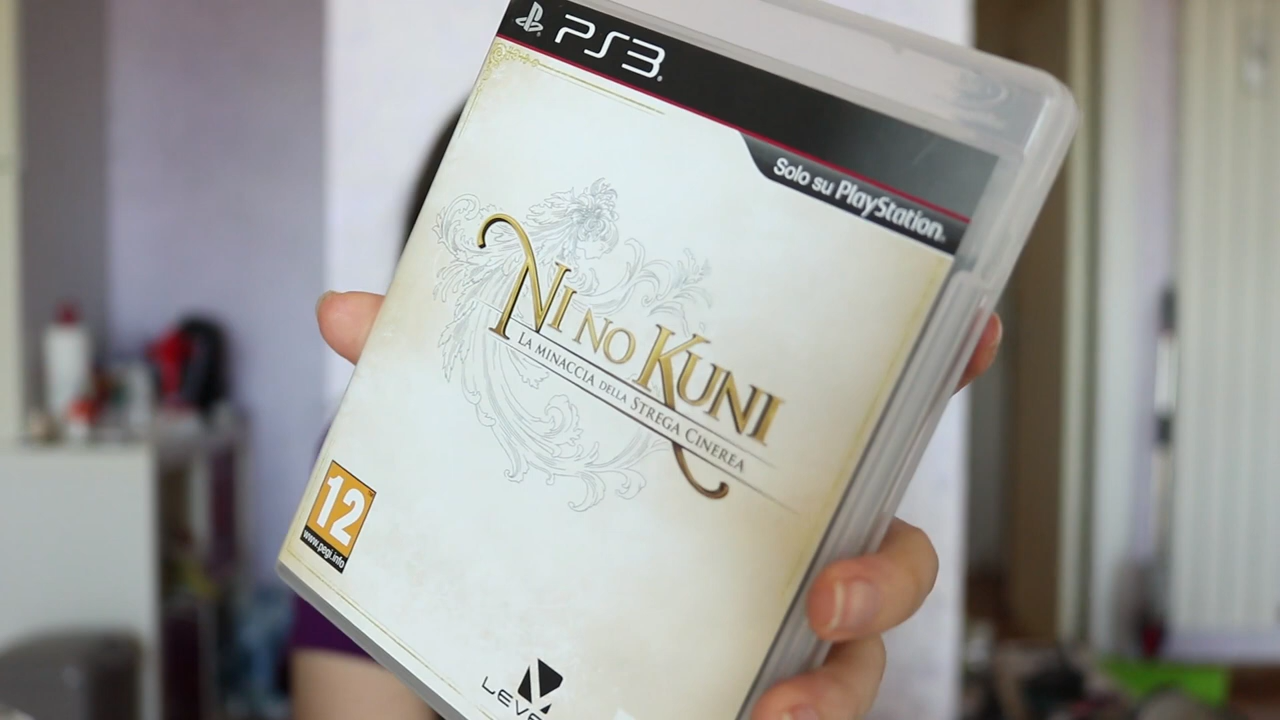 PS3
Solo su PlayStation
NI NO KUNI
LA MINACCIA DELLA STREGA CINEREA
12
www.pegi.info